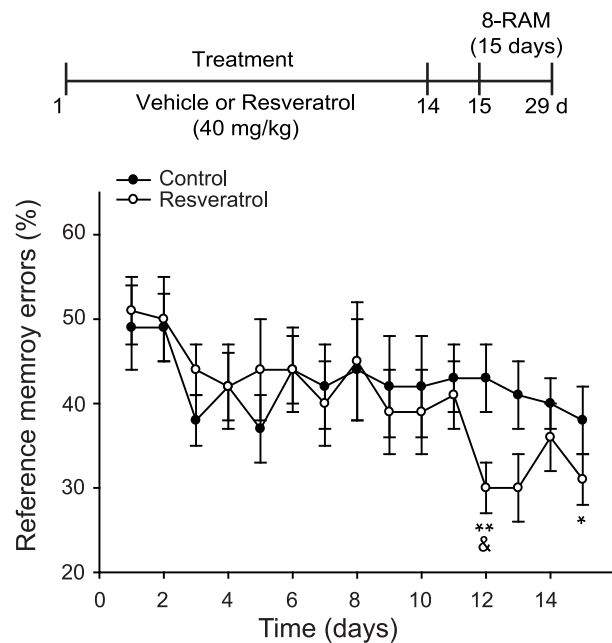 8-RAM
(15 days)
Treatment
1
Vehicle or Resveratrol
14
15
29 d
(40 mg/kg)
Control
Resveratrol
Reference memroy errors (%)
60
50
40
30
20
**
&
*
0
2
4
6
8
10
12
14
Time (days)